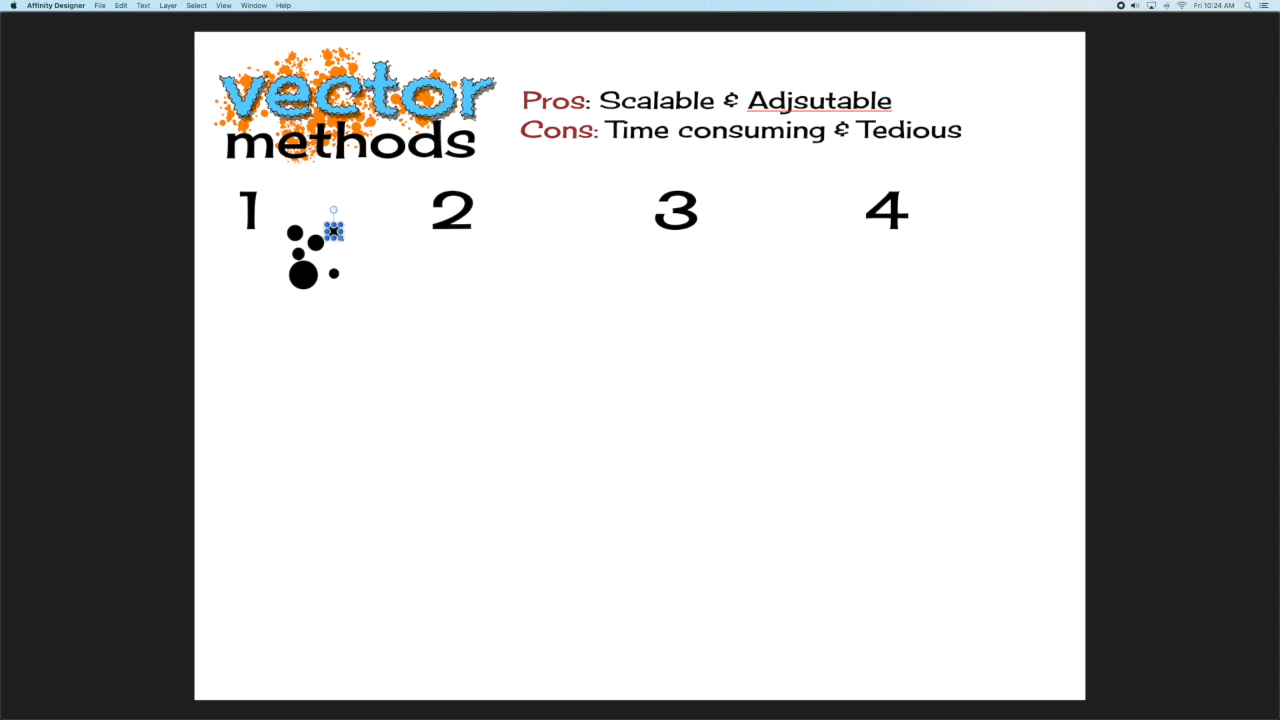 Affinity Designer File Edit Text Layer Select View Window Help Fri 10:24 AM
vector
methods
Pros: Scalable & Adjsutable
Cons: Time consuming & Tedious
1 2 3 4